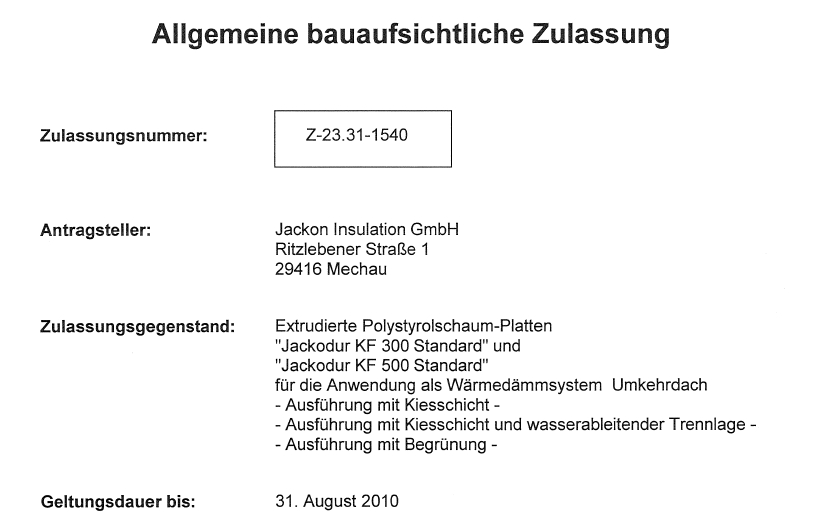 Allgemeine bauaufsichtliche Zulassung
Zulassungsnummer: Z-23.31-1540
Antragsteller: Jackon Insulation GmbH
Ritzlebener Straße 1
29416 Mechau
Zulassungsgegenstand: Extrudierte Polystyrolschaum-Platten
"Jackodur KF 300 Standard" und
"Jackodur KF 500 Standard"
für die Anwendung als Wärmedämmsystem Umkehrdach
- Ausführung mit Kiesschicht -
- Ausführung mit Kiesschicht und wasserableitender Trennlage -
- Ausführung mit Begrünung -
Geltungsdauer bis: 31. August 2010